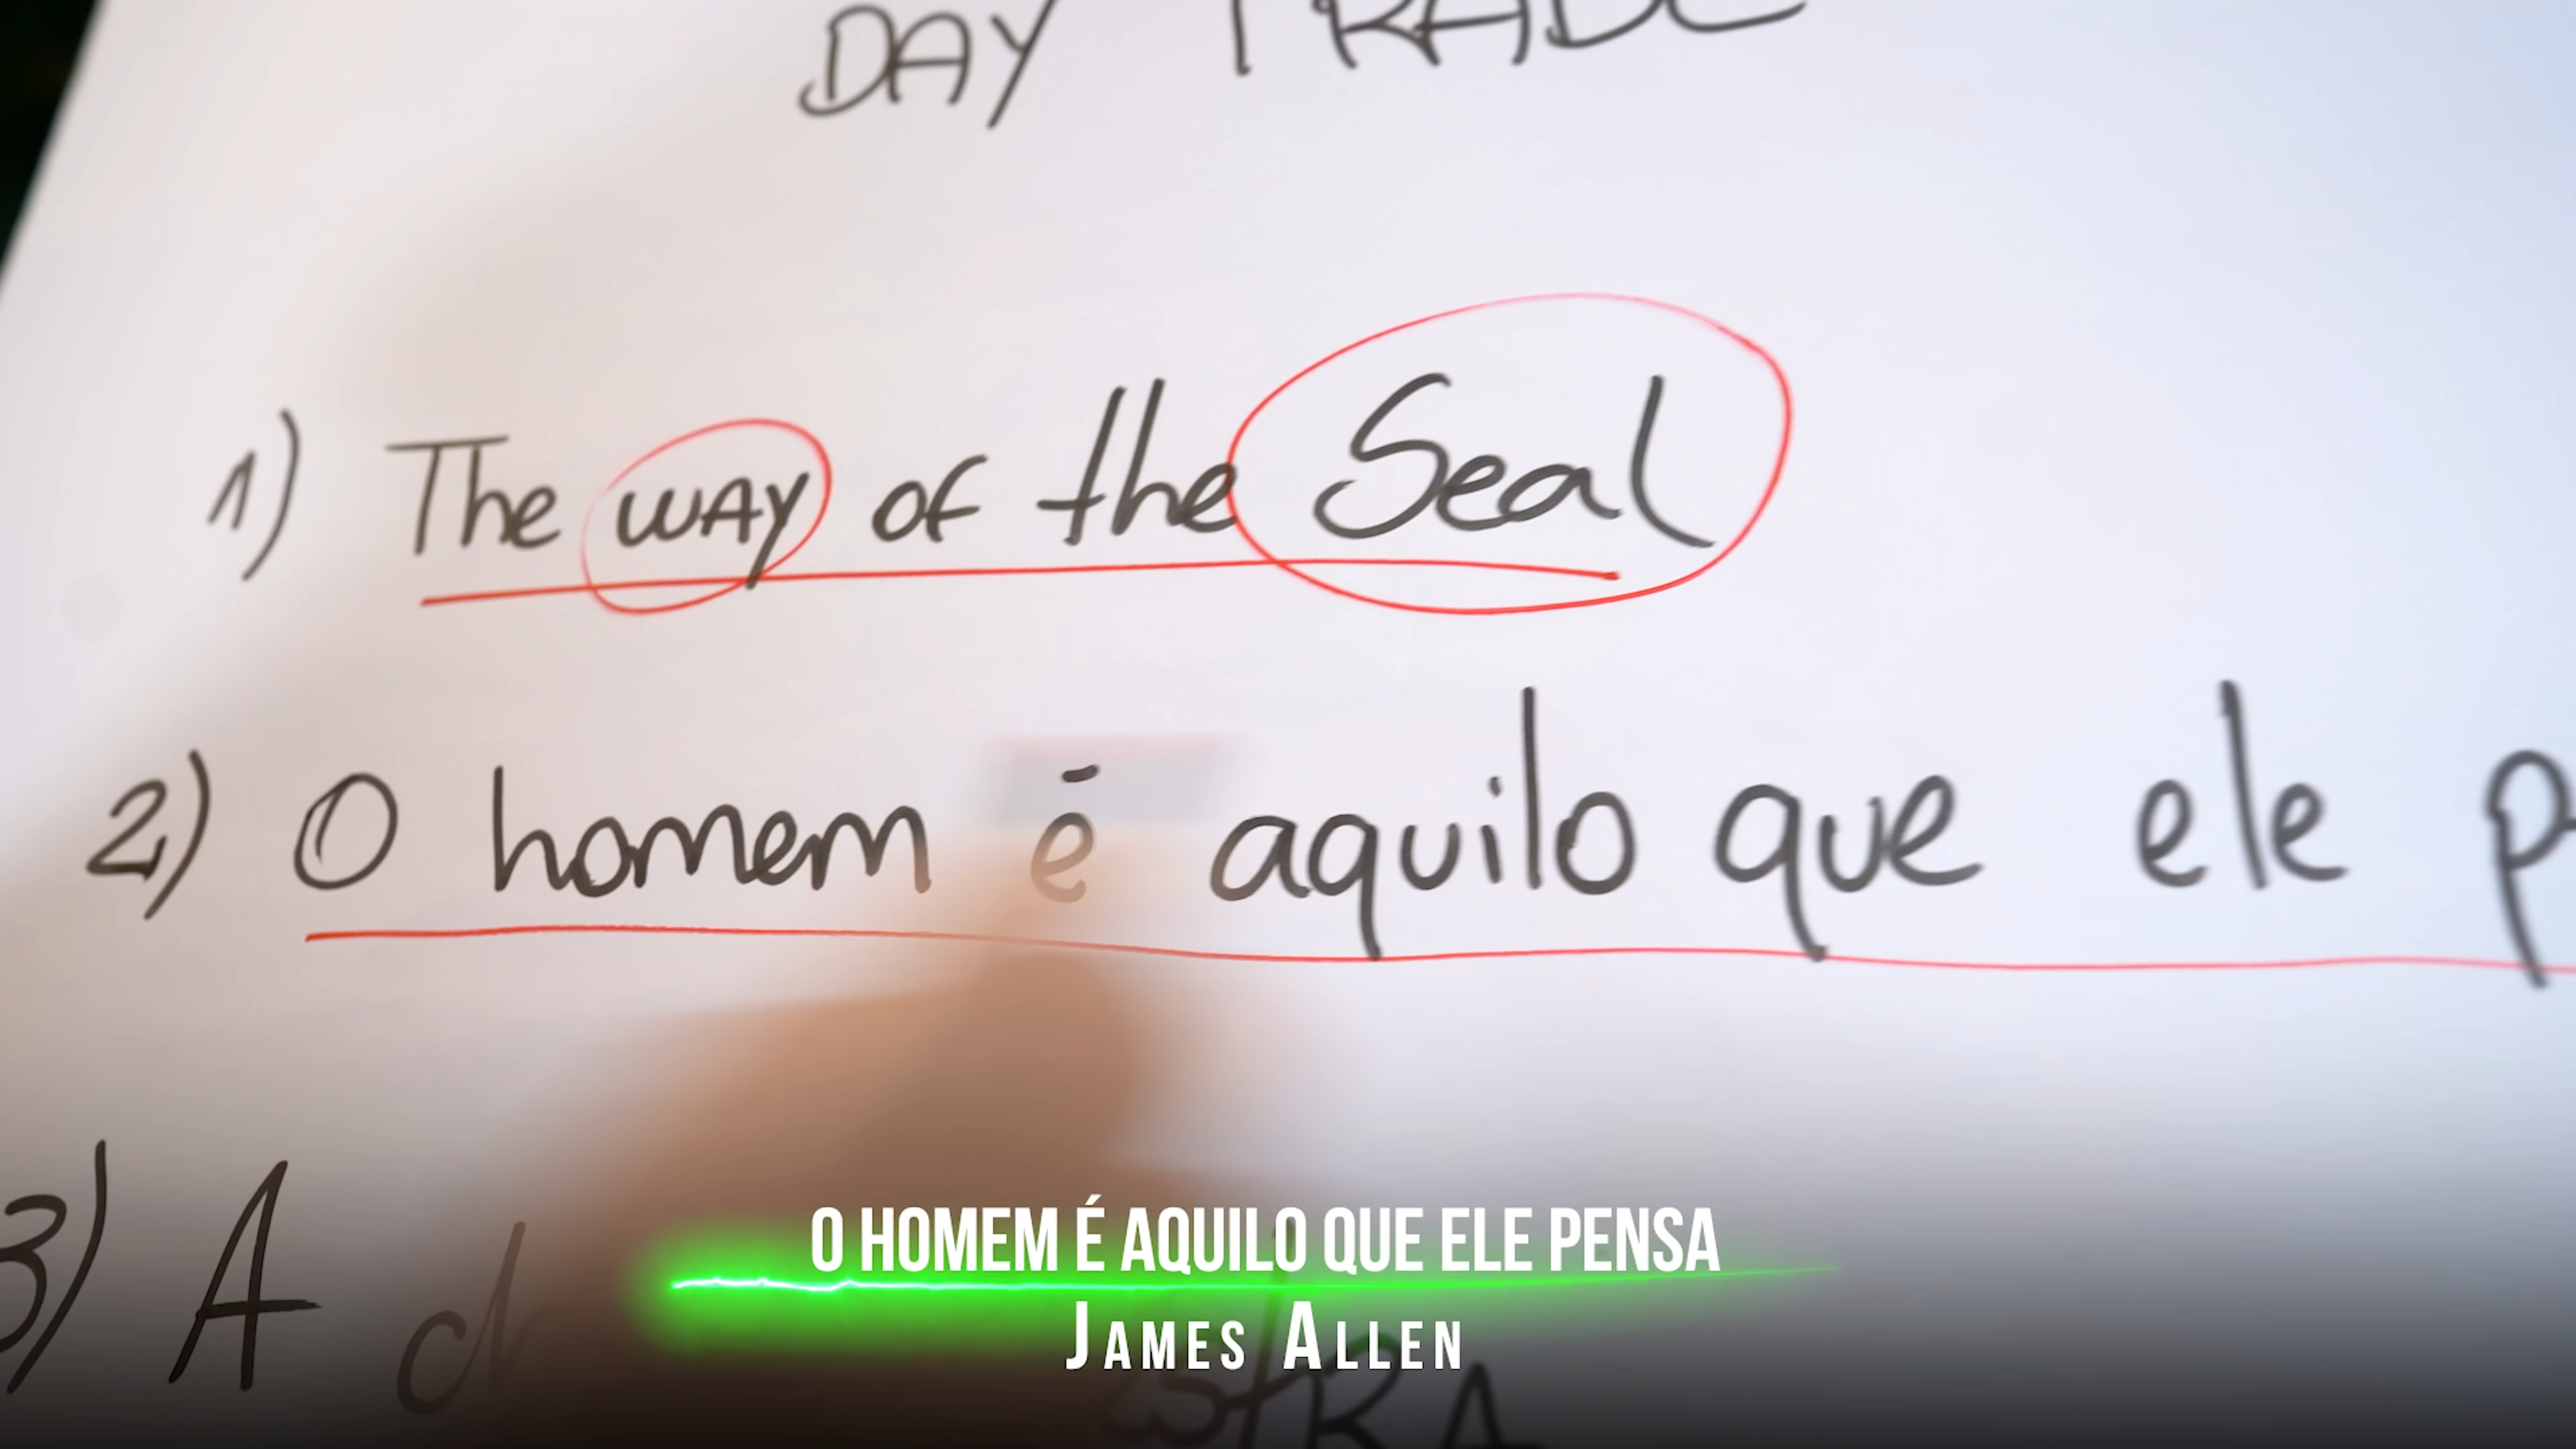 DAY TRADE
1) The way of the Seal
2) O homem é aquilo que ele p
3) A
O HOMEM É AQUILO QUE ELE PENSA
JAMES ALLEN